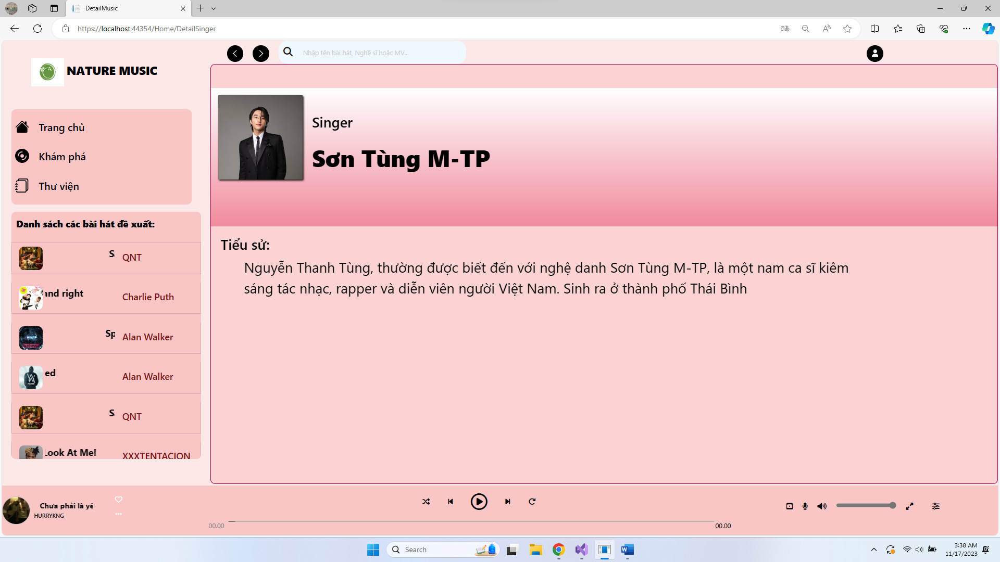 DetailMusic
https://localhost:44354/Home/DetailSinger
NATURE MUSIC
Nhập tên bài hát, Nghệ sĩ hoặc MV...
Trang chủ
Khám phá
Thư viện
Danh sách các bài hát đề xuất:
QNT
and right
Charlie Puth
Sp
Alan Walker
ed
Alan Walker
QNT
Look At Me!
XXXTENTACION
Singer
Sơn Tùng M-TP
Tiểu sử:
Nguyễn Thanh Tùng, thường được biết đến với nghệ danh Sơn Tùng M-TP, là một nam ca sĩ kiêm
sáng tác nhạc, rapper và diễn viên người Việt Nam. Sinh ra ở thành phố Thái Bình
Chưa phải là yê
HURRYKNG
00.00
00.00
Search
3:38 AM
11/17/2023